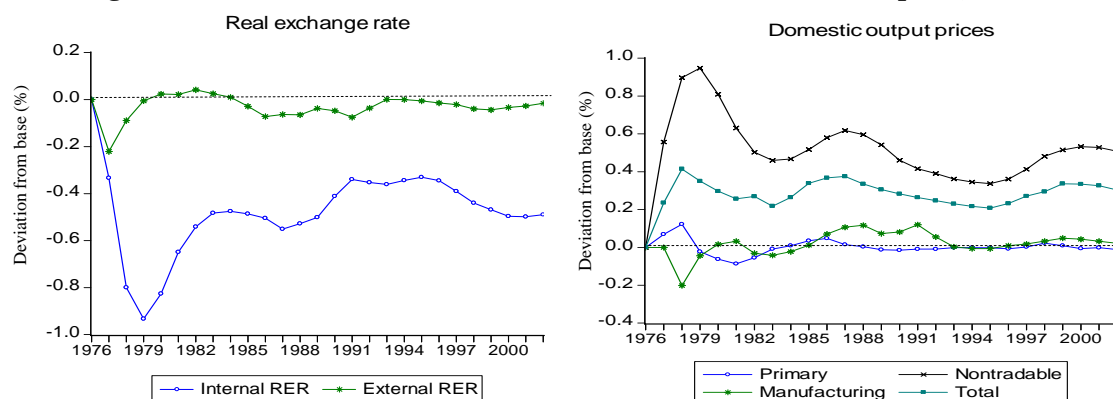 Real exchange rate
Deviation from base (%)
0.2
0.0
-0.2
-0.4
-0.6
-0.8
-1.0
1976 1979 1982 1985 1988 1991 1994 1997 2000
Internal RER External RER
Domestic output prices
Deviation from base (%)
1.0
0.8
0.6
0.4
0.2
0.0
-0.2
-0.4
1976 1979 1982 1985 1988 1991 1994 1997 2000
Primary Nontradable
Manufacturing Total